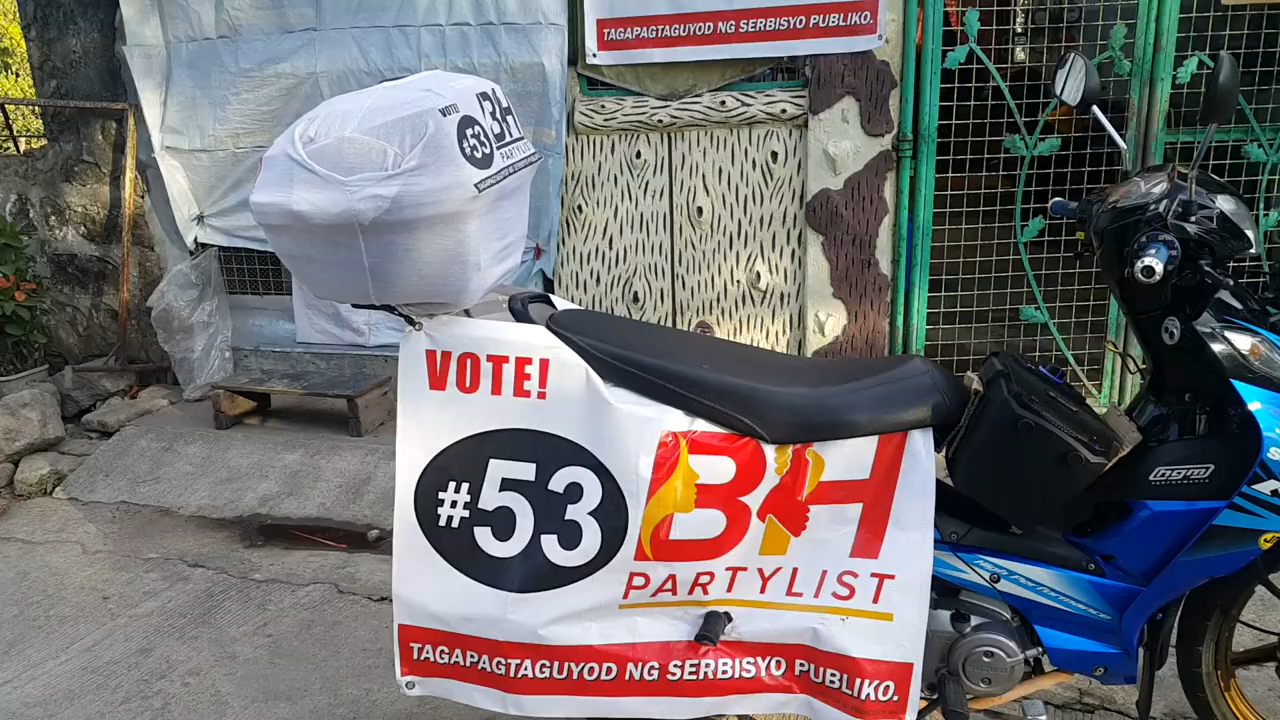 TAGAPAGTAGUYOD NG SERBISYO PUBLIKO.
VOTE!
#53
BH
PARTYLIST
TAGAPAGTAGUYOD NG SERBISYO PUBLIKO.
VOTE!
#53
BH
PARTYLIST
TAGAPAGTAGUYOD NG SERBISYO PUBLIKO.
bgm
PERFORMANCE
High Performance